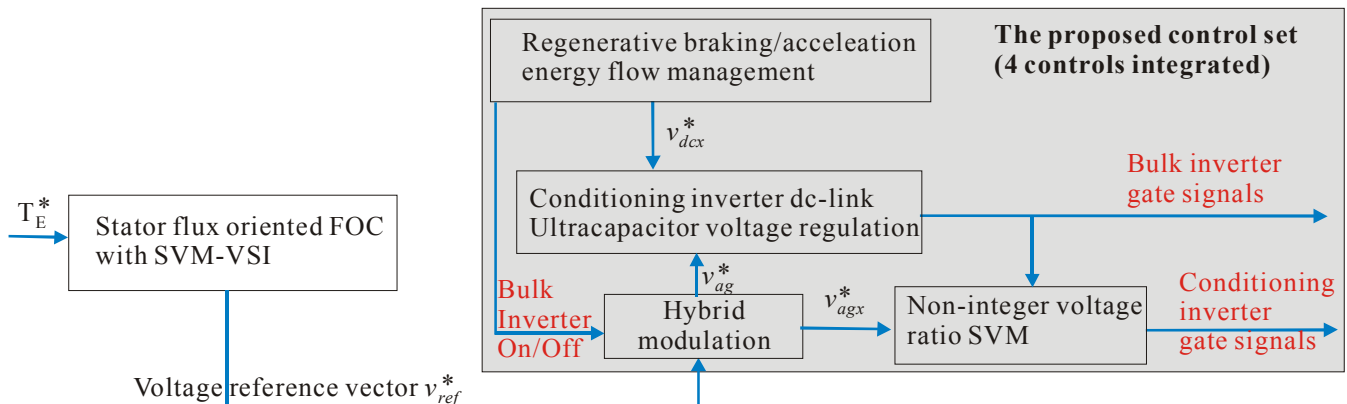 Regenerative braking/acceleation
energy flow management
The proposed control set
(4 controls integrated)
v*dcx
Bulk inverter
gate signals
T*E
Stator flux oriented FOC
with SVM-VSI
Conditioning inverter dc-link
Ultracapacitor voltage regulation
v*ag
Bulk
Inverter
On/Off
Hybrid
modulation
v*agx
Non-integer voltage
ratio SVM
Conditioning
inverter
gate signals
Voltage reference vector v*ref